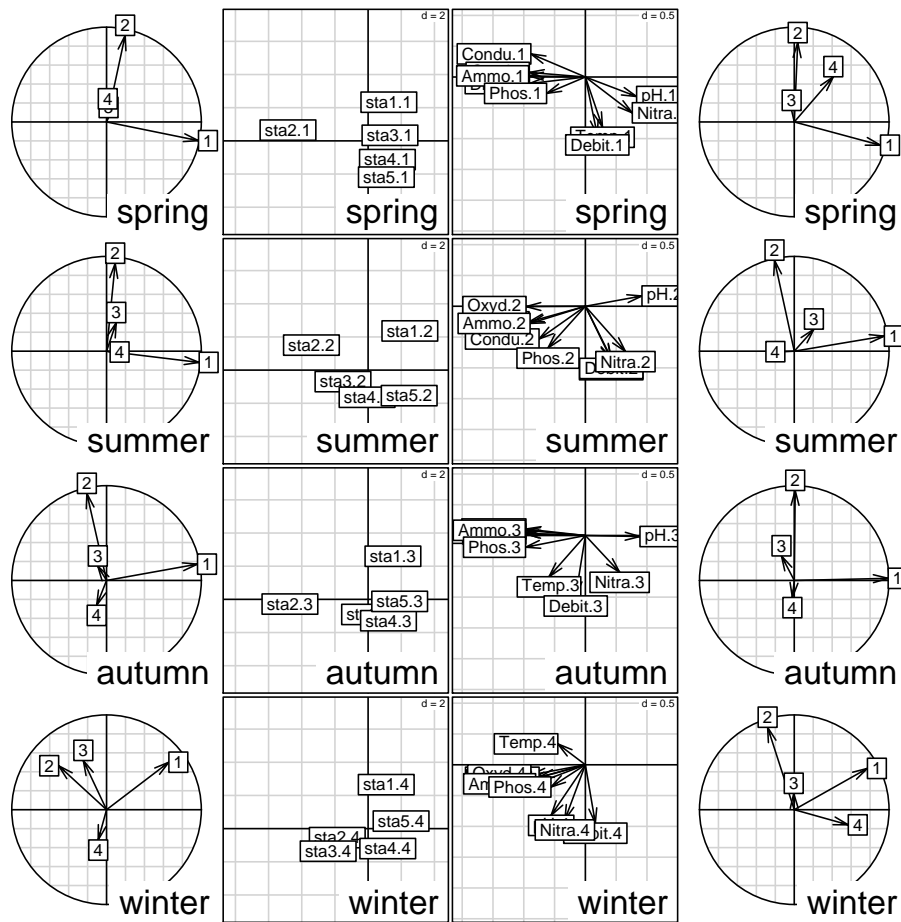 2
4
1
spring
d = 2
sta1.1
sta2.1
sta3.1
sta4.1
sta5.1
spring
d = 0.5
Condu.1
Ammo.1
Phos.1
pH.1
Nitra.
Debit.1
spring
2
4
3
1
spring
2
3
4
1
summer
d = 2
sta1.2
sta2.2
sta3.2
sta4.
sta5.2
summer
d = 0.5
pH.2
Oxyd.2
Ammo.2
Condu.2
Phos.2
Nitra.2
summer
2
3
1
4
summer
2
1
3
4
autumn
d = 2
sta1.3
sta2.3
sta5.3
sta4.3
autumn
d = 0.5
Ammo.3
pH.3
Phos.3
Temp.3
Nitra.3
Debit.3
autumn
2
3
1
4
autumn
3
2
1
4
winter
d = 2
sta1.4
sta5.4
sta2.4
sta3.4
sta4.4
winter
d = 0.5
Temp.4
Oxyd.4
Phos.4
Nitra.4
bit.4
winter
2
1
3
4
winter